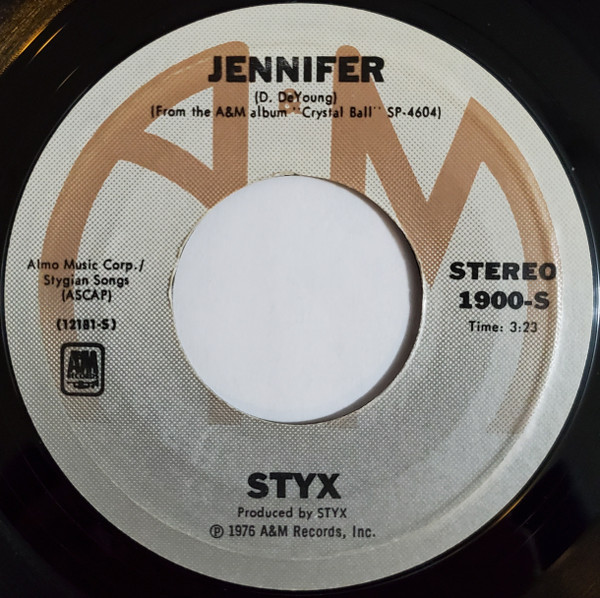 JENNIFER
(D. DeYoung)
(From the A&M album "Crystal Ball" SP-4604)
Almo Music Corp./
Stygian Songs
(ASCAP)
(12181-S)
A&M
RECORDS
STEREO
1900-S
Time: 3:23
STYX
Produced by STYX
℗ 1976 A&M Records, Inc.